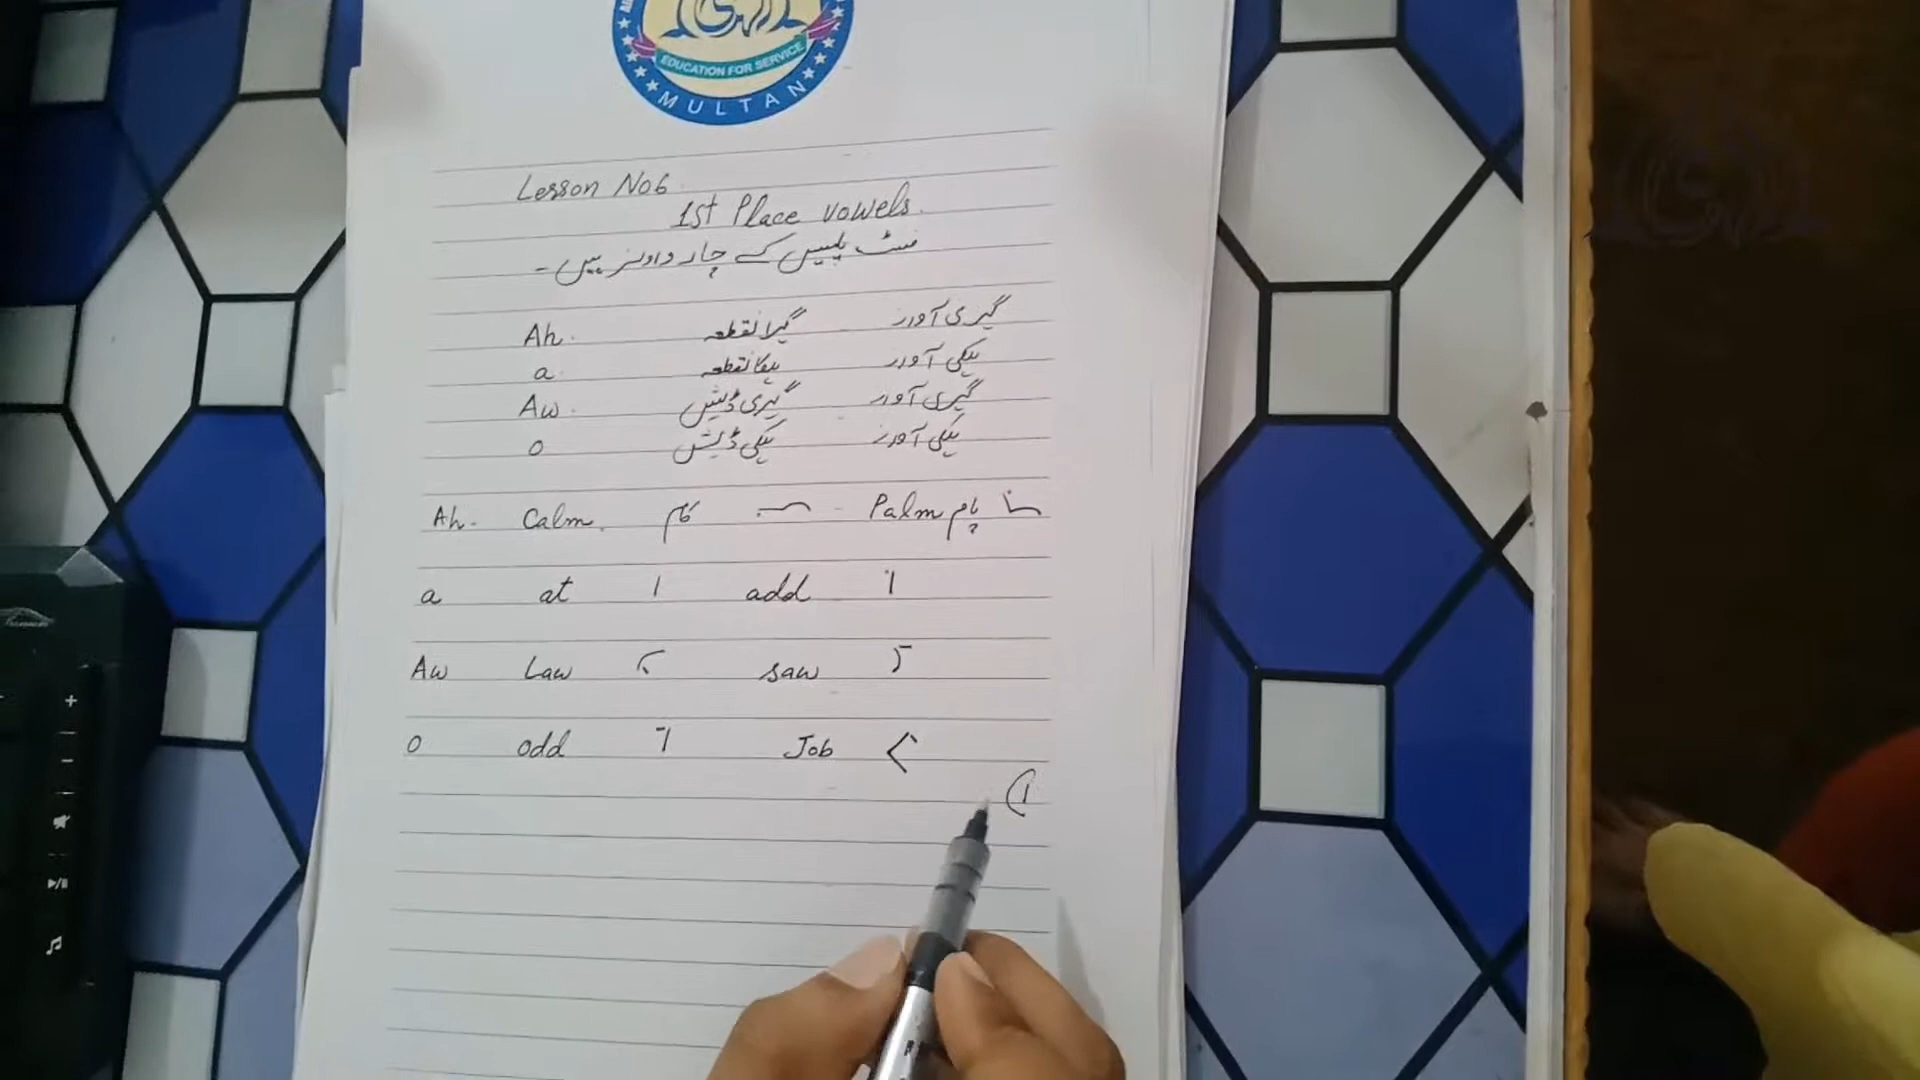 EDUCATION FOR SERVICE
MULTAN
Lesson No 6
1st Place vowels.
فسٹ پلیس کے چار واولز ہیں ۔
Ah. گہرا نقطہ گہری آواز
a ہلکا نقطہ ہلکی آواز
Aw. گہری ڈیش گہری آواز
o ہلکی ڈیش ہلکی آواز
Ah. Calm. کام Palm پام
a at add
Aw Law saw
o odd Job